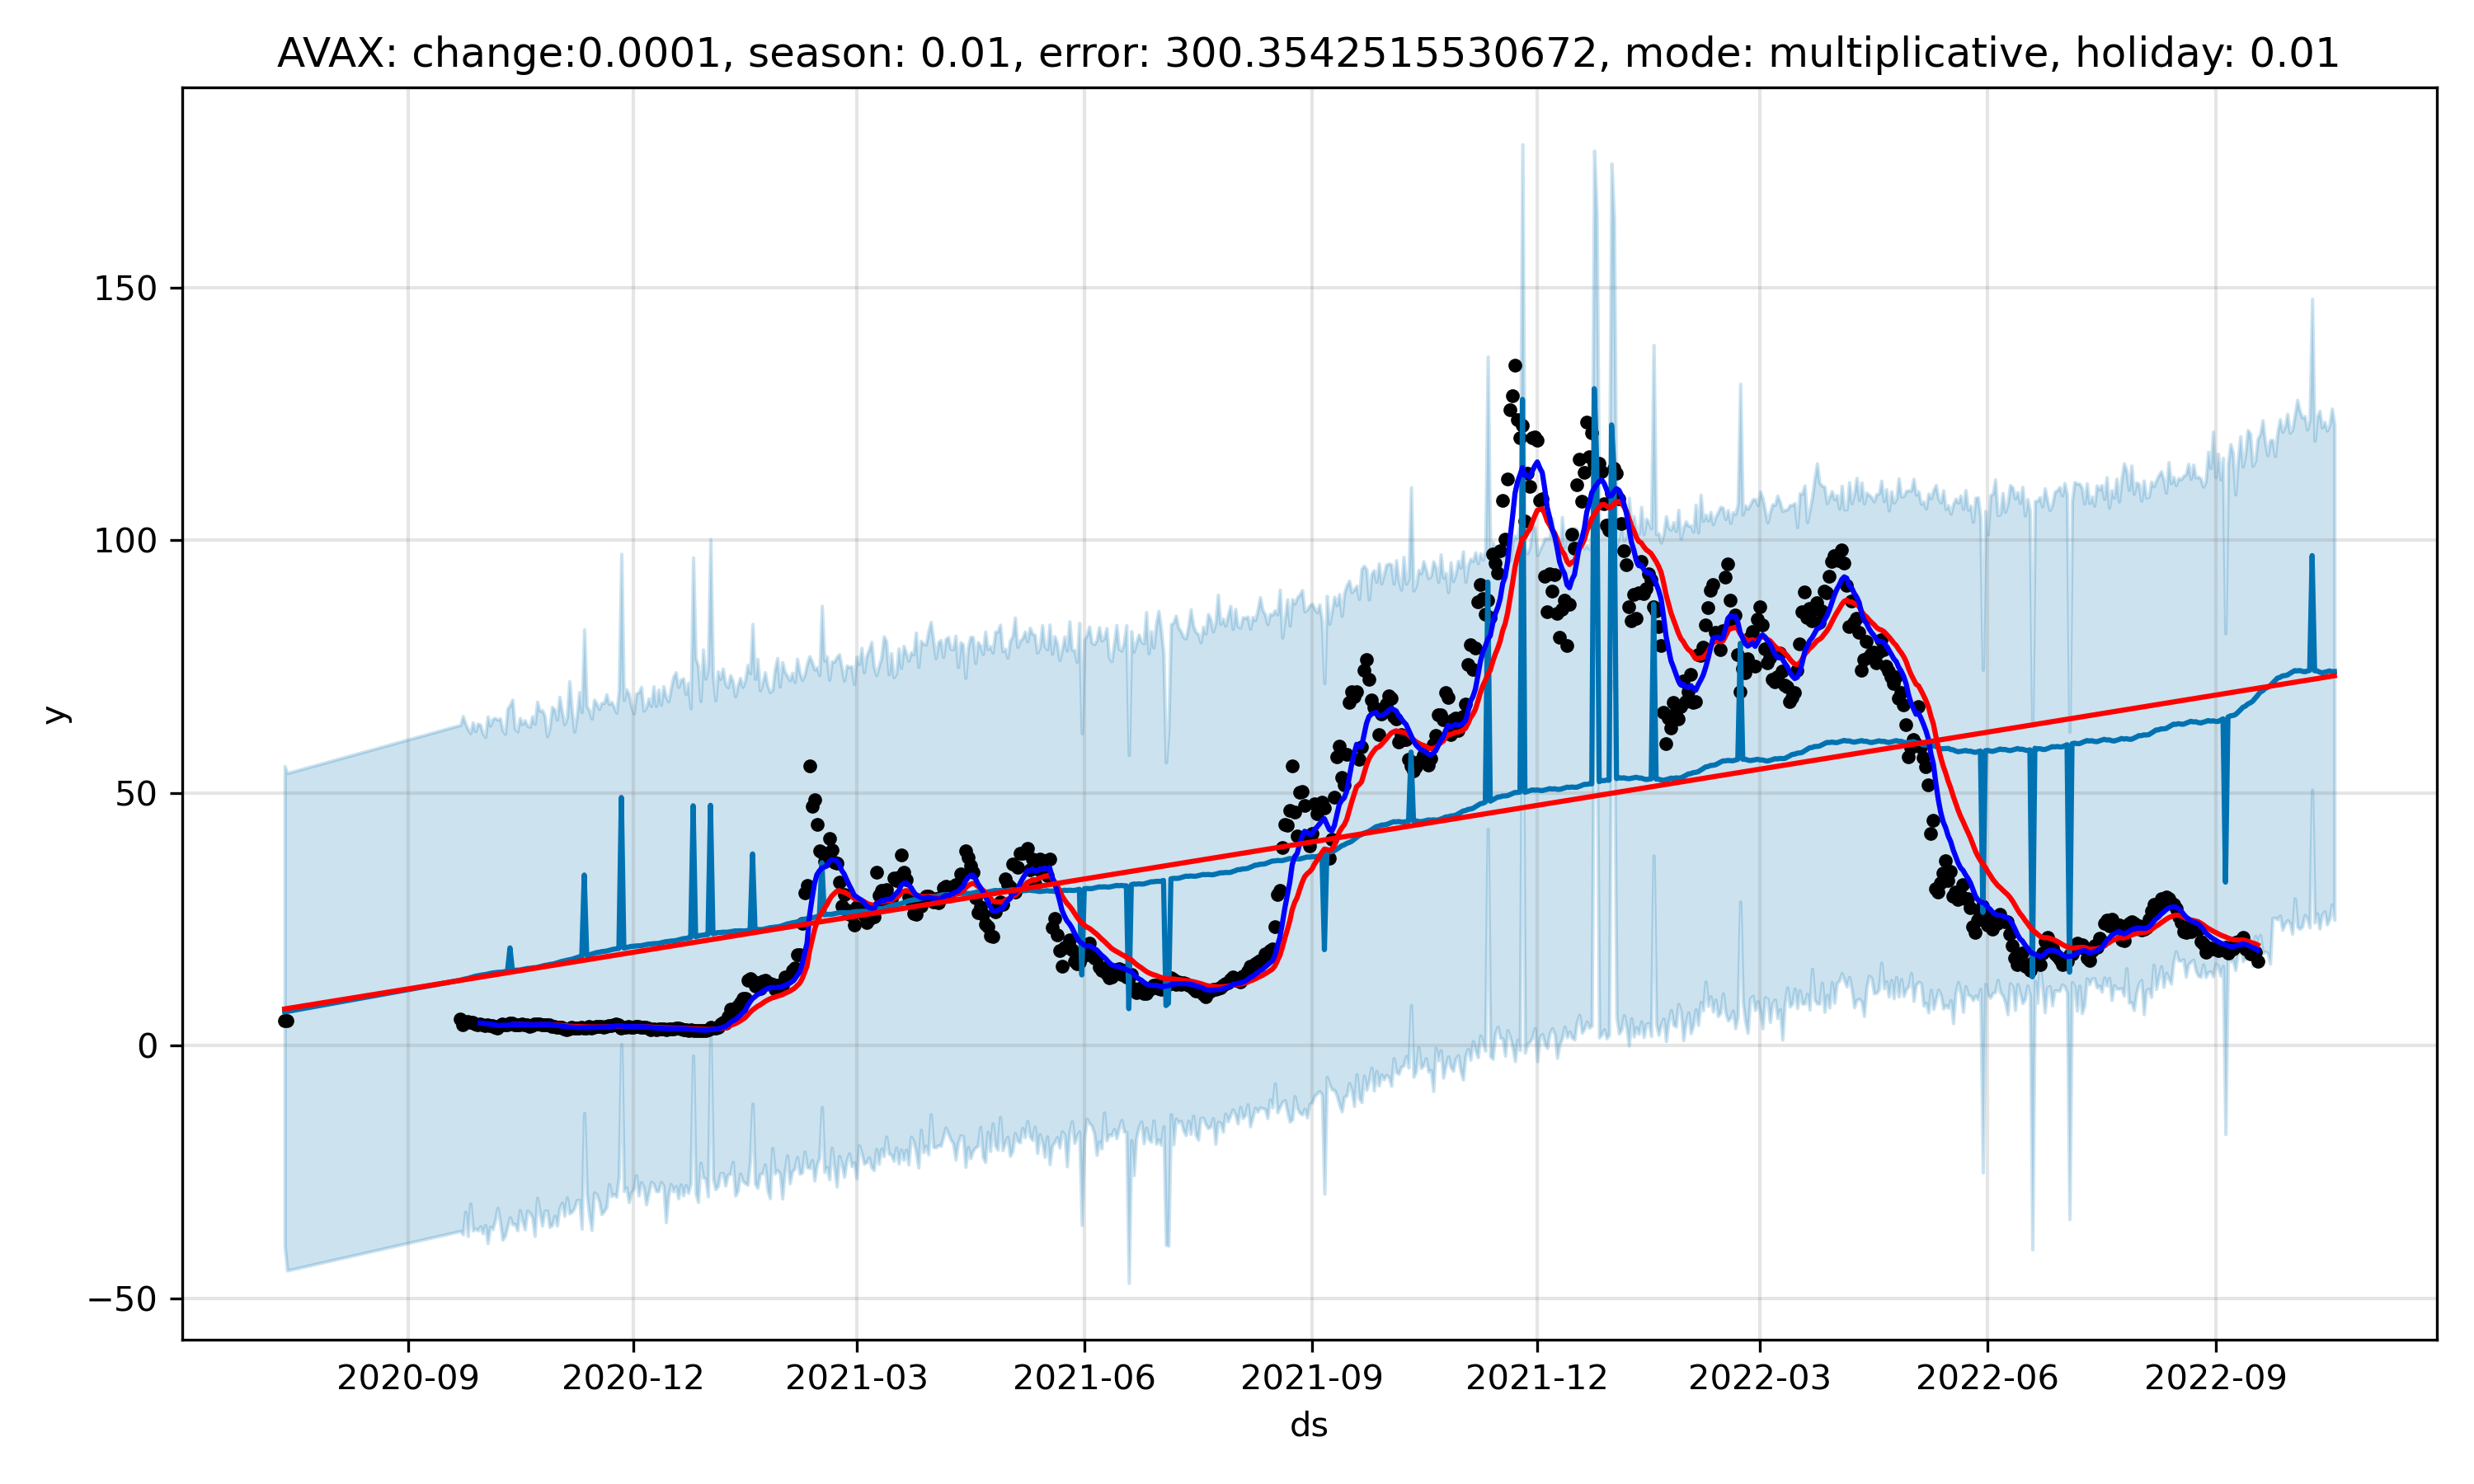 AVAX: change:0.0001, season: 0.01, error: 300.3542515530672, mode: multiplicative, holiday: 0.01
150
100
y
50
0
−50
2020-09 2020-12 2021-03 2021-06 2021-09 2021-12 2022-03 2022-06 2022-09
ds